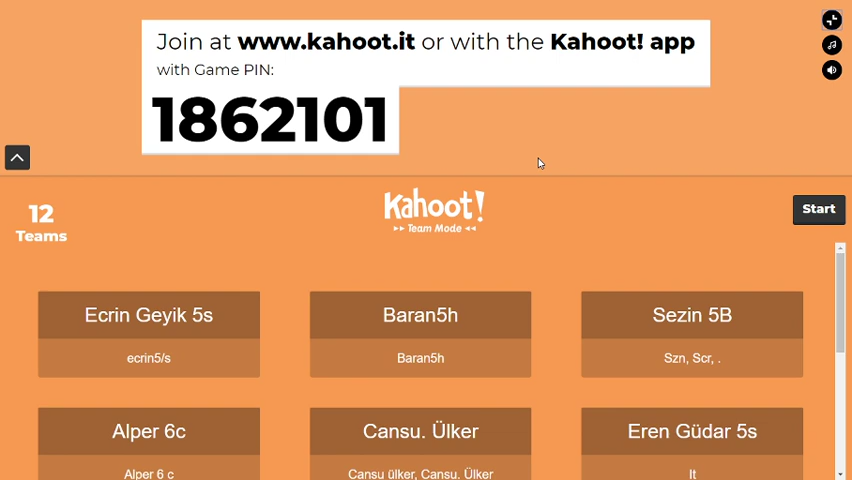 Join at www.kahoot.it or with the Kahoot! app
with Game PIN:
1862101
12
Teams
Kahoot!
Team Mode
Start
Ecrin Geyik 5s
Baran5h
Sezin 5B
ecrin5/s
Baran5h
Szn, Scr, .
Alper 6c
Cansu. Ülker
Eren Güdar 5s
Alper 6 c
Cansu ülker, Cansu. Ülker
It